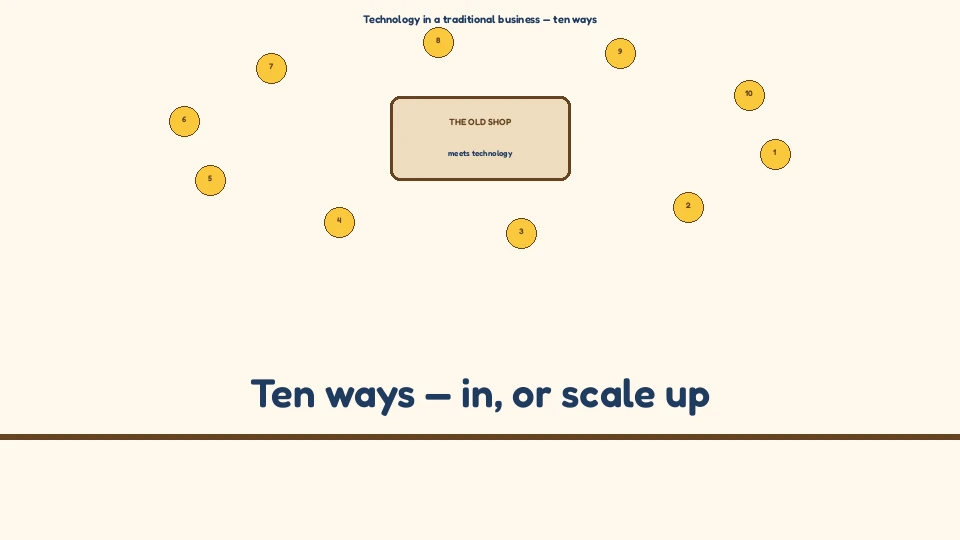 Technology in a traditional business — ten ways
8
9
7
10
THE OLD SHOP
6
meets technology
1
5
2
4
3
Ten ways — in, or scale up